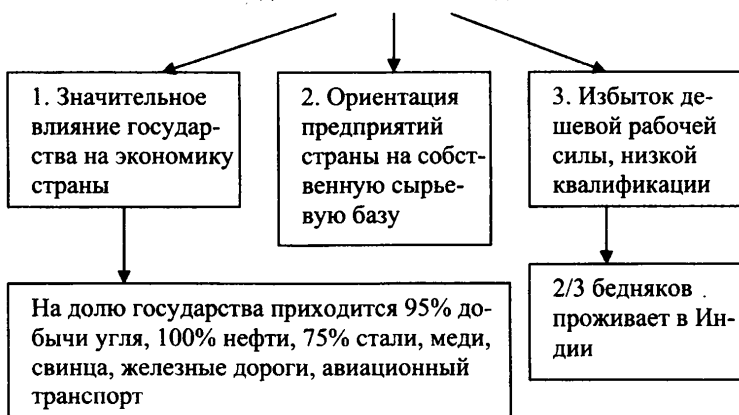 1. Значительное
влияние государ-
ства на экономику
страны
2. Ориентация
предприятий
страны на собст-
венную сырье-
вую базу
3. Избыток де-
шевой рабочей
силы, низкой
квалификации
На долю государства приходится 95% до-
бычи угля, 100% нефти, 75% стали, меди,
свинца, железные дороги, авиационный
транспорт
2/3 бедняков
проживает в Ин-
дии